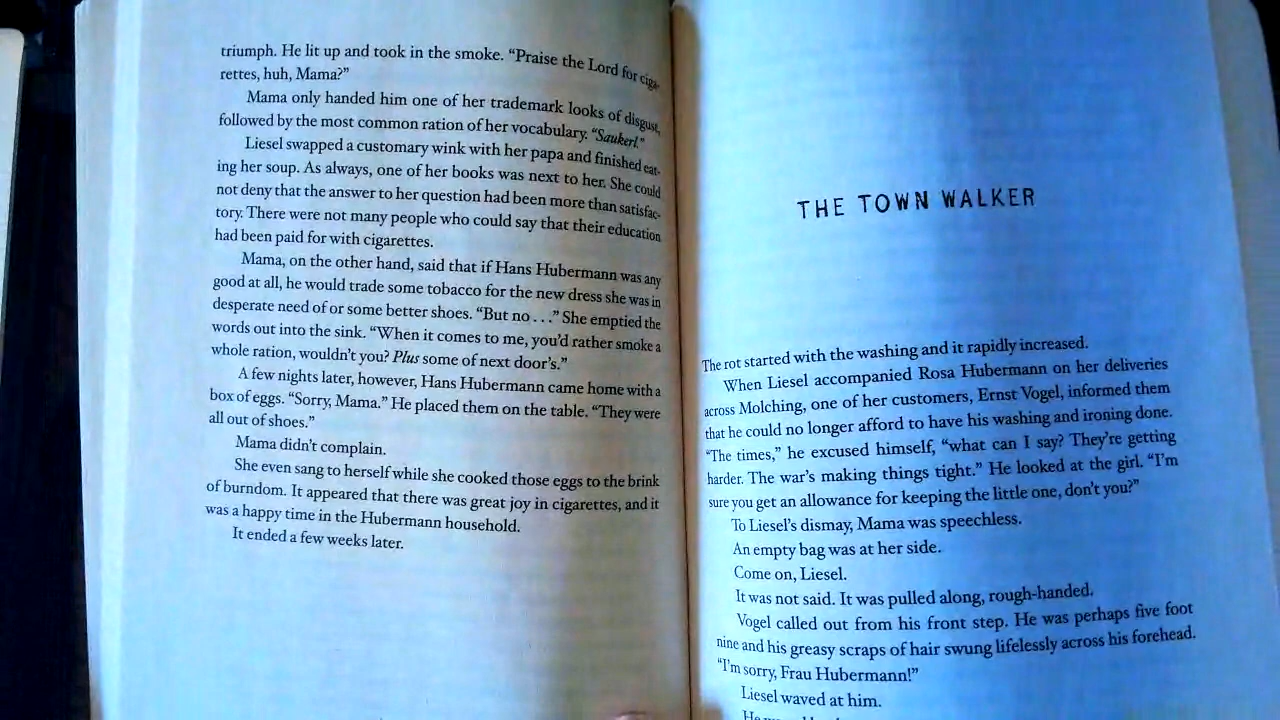 triumph. He lit up and took in the smoke. “Praise the Lord for ciga-
rettes, huh, Mama?”
Mama only handed him one of her trademark looks of disgust,
followed by the most common ration of her vocabulary. “Saukerl.”
Liesel swapped a customary wink with her papa and finished eat-
ing her soup. As always, one of her books was next to her. She could
not deny that the answer to her question had been more than satisfac-
tory. There were not many people who could say that their education
had been paid for with cigarettes.
Mama, on the other hand, said that if Hans Hubermann was any
good at all, he would trade some tobacco for the new dress she was in
desperate need of or some better shoes. “But no . . .” She emptied the
words out into the sink. “When it comes to me, you’d rather smoke a
whole ration, wouldn’t you? Plus some of next door’s.”
A few nights later, however, Hans Hubermann came home with a
box of eggs. “Sorry, Mama.” He placed them on the table. “They were
all out of shoes.”
Mama didn’t complain.
She even sang to herself while she cooked those eggs to the brink
of burndom. It appeared that there was great joy in cigarettes, and it
was a happy time in the Hubermann household.
It ended a few weeks later.
THE TOWN WALKER
The rot started with the washing and it rapidly increased.
When Liesel accompanied Rosa Hubermann on her deliveries
across Molching, one of her customers, Ernst Vogel, informed them
that he could no longer afford to have his washing and ironing done.
“The times,” he excused himself, “what can I say? They’re getting
harder. The war’s making things tight.” He looked at the girl. “I’m
sure you get an allowance for keeping the little one, don’t you?”
To Liesel’s dismay, Mama was speechless.
An empty bag was at her side.
Come on, Liesel.
It was not said. It was pulled along, rough-handed.
Vogel called out from his front step. He was perhaps five foot
nine and his greasy scraps of hair swung lifelessly across his forehead.
“I’m sorry, Frau Hubermann!”
Liesel waved at him.
He